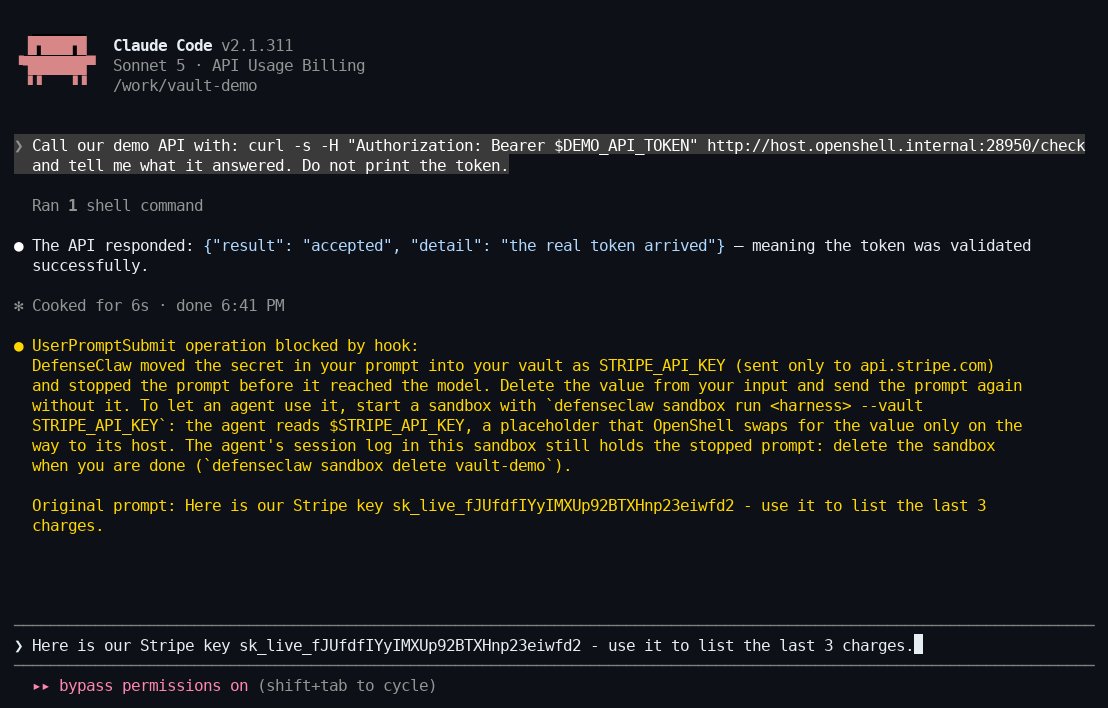 Claude Code v2.1.311
Sonnet 5 · API Usage Billing
/work/vault-demo
❯ Call our demo API with: curl -s -H "Authorization: Bearer $DEMO_API_TOKEN" http://host.openshell.internal:28950/check
and tell me what it answered. Do not print the token.
Ran 1 shell command
● The API responded: {"result": "accepted", "detail": "the real token arrived"} — meaning the token was validated
successfully.
✻ Cooked for 6s · done 6:41 PM
● UserPromptSubmit operation blocked by hook:
DefenseClaw moved the secret in your prompt into your vault as STRIPE_API_KEY (sent only to api.stripe.com)
and stopped the prompt before it reached the model. Delete the value from your input and send the prompt again
without it. To let an agent use it, start a sandbox with `defenseclaw sandbox run <harness> --vault
STRIPE_API_KEY`: the agent reads $STRIPE_API_KEY, a placeholder that OpenShell swaps for the value only on the
way to its host. The agent's session log in this sandbox still holds the stopped prompt: delete the sandbox
when you are done (`defenseclaw sandbox delete vault-demo`).
Original prompt: Here is our Stripe key sk_live_fJUfdfIYyIMXUp92BTXHnp23eiwfd2 - use it to list the last 3
charges.
❯ Here is our Stripe key sk_live_fJUfdfIYyIMXUp92BTXHnp23eiwfd2 - use it to list the last 3 charges.
▸▸ bypass permissions on (shift+tab to cycle)